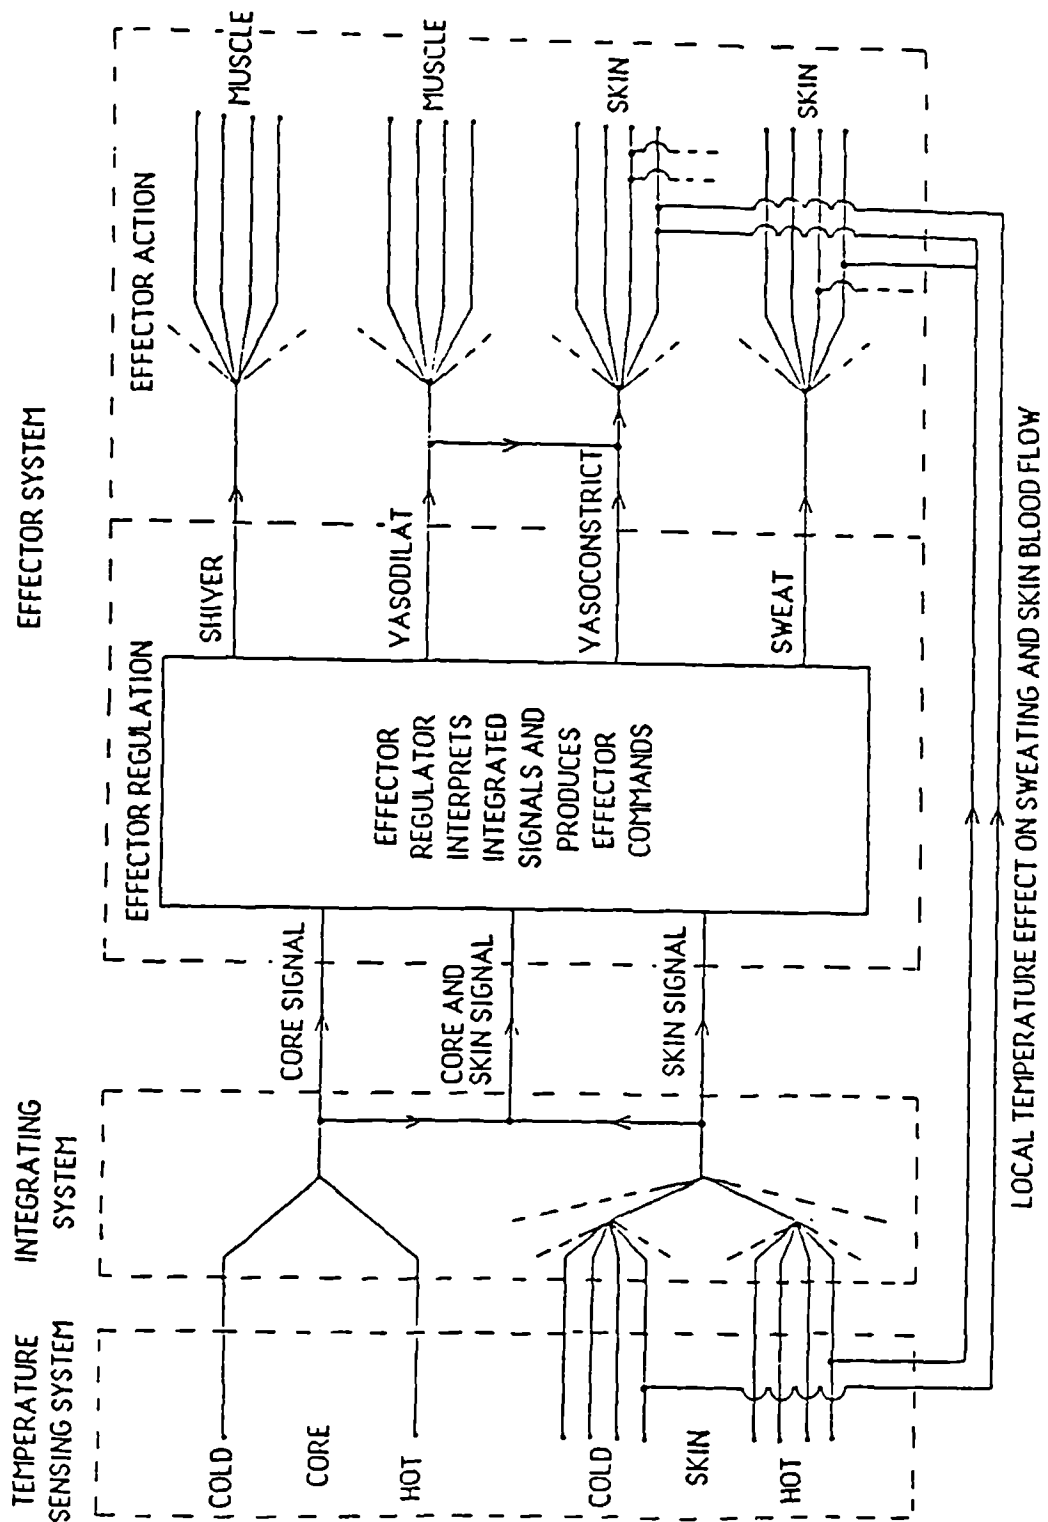 EFFECTOR SYSTEM
TEMPERATURE
SENSING SYSTEM
INTEGRATING
SYSTEM
EFFECTOR REGULATION
EFFECTOR ACTION
COLD
CORE
HOT
COLD
SKIN
HOT
CORE SIGNAL
CORE AND
SKIN SIGNAL
SKIN SIGNAL
EFFECTOR
REGULATOR
INTERPRETS
INTEGRATED
SIGNALS AND
PRODUCES
EFFECTOR
COMMANDS
SHIVER
VASODILAT
VASOCONSTRICT
SWEAT
MUSCLE
MUSCLE
SKIN
SKIN
LOCAL TEMPERATURE EFFECT ON SWEATING AND SKIN BLOOD FLOW